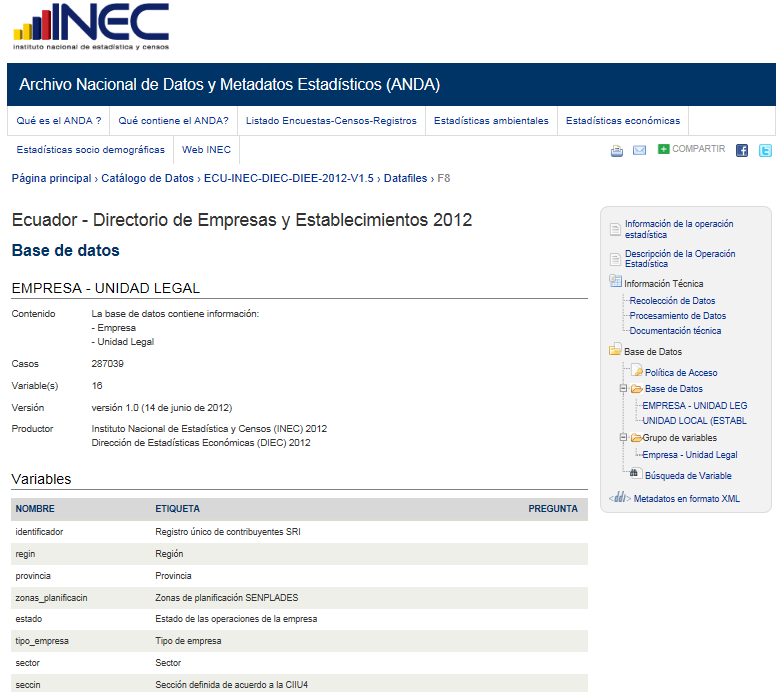 INEC
instituto nacional de estadística y censos
Archivo Nacional de Datos y Metadatos Estadísticos (ANDA)
Qué es el ANDA ? Qué contiene el ANDA? Listado Encuestas-Censos-Registros Estadísticas ambientales Estadísticas económicas
Estadísticas socio demográficas Web INEC
COMPARTIR
Página principal › Catálogo de Datos › ECU-INEC-DIEC-DIEE-2012-V1.5 › Datafiles › F8
Ecuador - Directorio de Empresas y Establecimientos 2012
Base de datos
EMPRESA - UNIDAD LEGAL
Contenido La base de datos contiene información:
- Empresa
- Unidad Legal
Casos 287039
Variable(s) 16
Versión versión 1.0 (14 de junio de 2012)
Productor Instituto Nacional de Estadística y Censos (INEC) 2012
Dirección de Estadísticas Económicas (DIEC) 2012
Variables
NOMBRE ETIQUETA PREGUNTA
identificador Registro único de contribuyentes SRI
regin Región
provincia Provincia
zonas_planificacin Zonas de planificación SENPLADES
estado Estado de las operaciones de la empresa
tipo_empresa Tipo de empresa
sector Sector
seccin Sección definida de acuerdo a la CIIU4
Información de la operación
estadística
Descripción de la Operación
Estadística
Información Técnica
Recolección de Datos
Procesamiento de Datos
Documentación técnica
Base de Datos
Política de Acceso
Base de Datos
EMPRESA - UNIDAD LEG
UNIDAD LOCAL (ESTABL
Grupo de variables
Empresa - Unidad Legal
Búsqueda de Variable
<ddi> Metadatos en formato XML